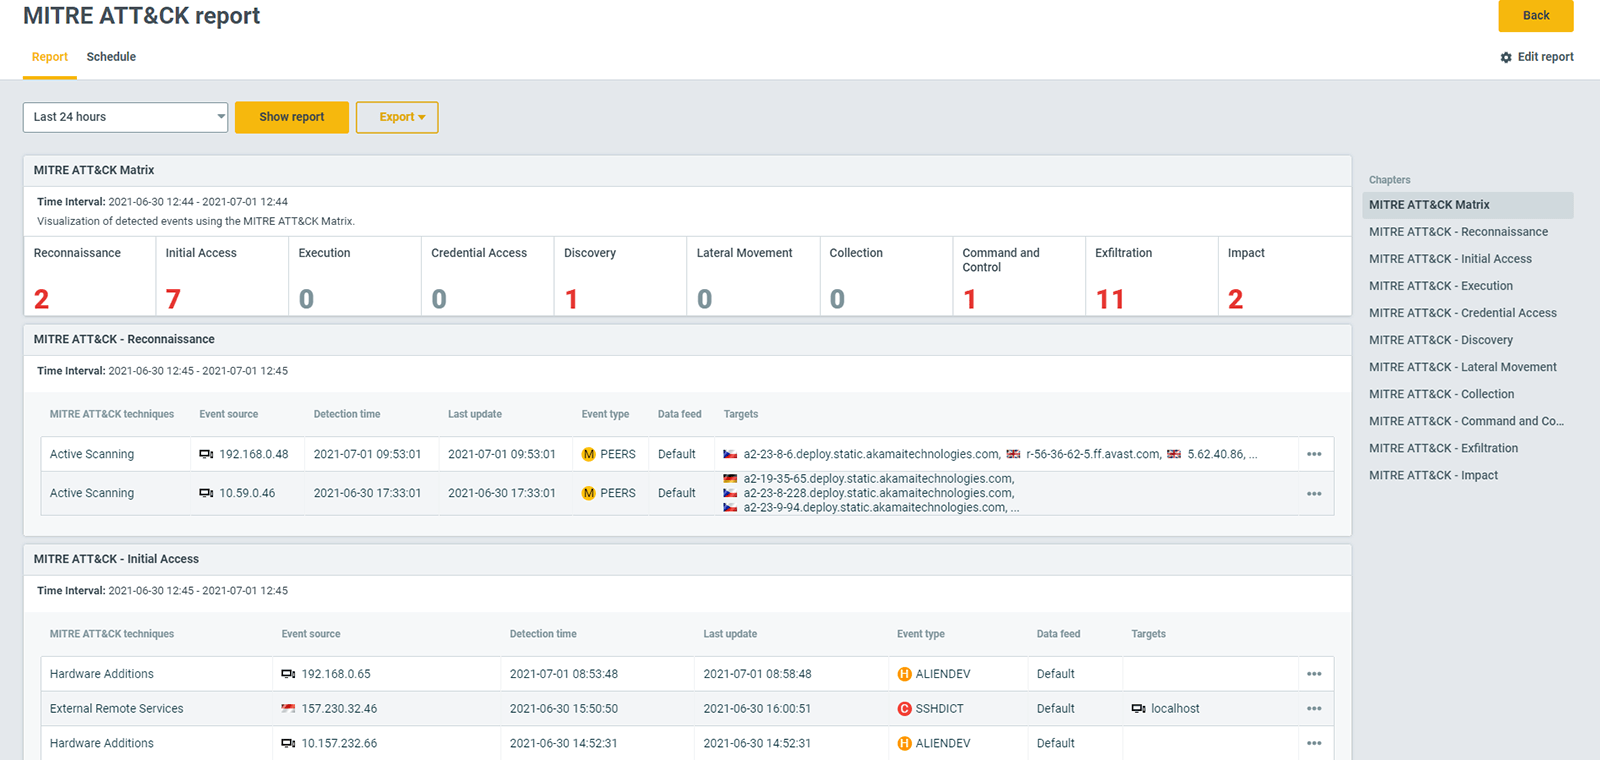 MITRE ATT&CK report
Back
Report Schedule
Edit report
Last 24 hours
Show report
Export
MITRE ATT&CK Matrix
Time Interval: 2021-06-30 12:44 - 2021-07-01 12:44
Visualization of detected events using the MITRE ATT&CK Matrix.
Reconnaissance
2
Initial Access
7
Execution
0
Credential Access
0
Discovery
1
Lateral Movement
0
Collection
0
Command and
Control
1
Exfiltration
11
Impact
2
MITRE ATT&CK - Reconnaissance
Time Interval: 2021-06-30 12:45 - 2021-07-01 12:45
MITRE ATT&CK techniques Event source Detection time Last update Event type Data feed Targets
Active Scanning 192.168.0.48 2021-07-01 09:53:01 2021-07-01 09:53:01 M PEERS Default a2-23-8-6.deploy.static.akamaitechnologies.com, r-56-36-62-5.ff.avast.com, 5.62.40.86, ...
Active Scanning 10.59.0.46 2021-06-30 17:33:01 2021-06-30 17:33:01 M PEERS Default a2-19-35-65.deploy.static.akamaitechnologies.com,
a2-23-8-228.deploy.static.akamaitechnologies.com,
a2-23-9-94.deploy.static.akamaitechnologies.com, ...
MITRE ATT&CK - Initial Access
Time Interval: 2021-06-30 12:45 - 2021-07-01 12:45
MITRE ATT&CK techniques Event source Detection time Last update Event type Data feed Targets
Hardware Additions 192.168.0.65 2021-07-01 08:53:48 2021-07-01 08:58:48 H ALIENDEV Default
External Remote Services 157.230.32.46 2021-06-30 15:50:50 2021-06-30 16:00:51 C SSHDICT Default localhost
Hardware Additions 10.157.232.66 2021-06-30 14:52:31 2021-06-30 14:52:31 H ALIENDEV Default
Chapters
MITRE ATT&CK Matrix
MITRE ATT&CK - Reconnaissance
MITRE ATT&CK - Initial Access
MITRE ATT&CK - Execution
MITRE ATT&CK - Credential Access
MITRE ATT&CK - Discovery
MITRE ATT&CK - Lateral Movement
MITRE ATT&CK - Collection
MITRE ATT&CK - Command and Co...
MITRE ATT&CK - Exfiltration
MITRE ATT&CK - Impact